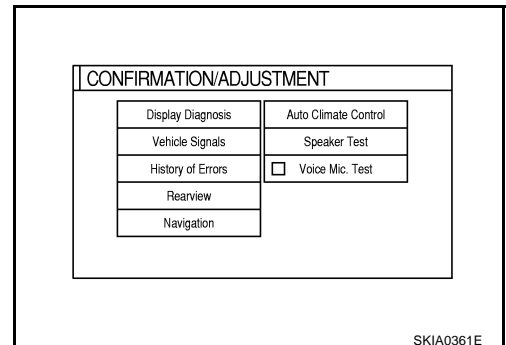 CONFIRMATION/ADJUSTMENT
Display Diagnosis
Vehicle Signals
History of Errors
Rearview
Navigation
Auto Climate Control
Speaker Test
Voice Mic. Test
SKIA0361E